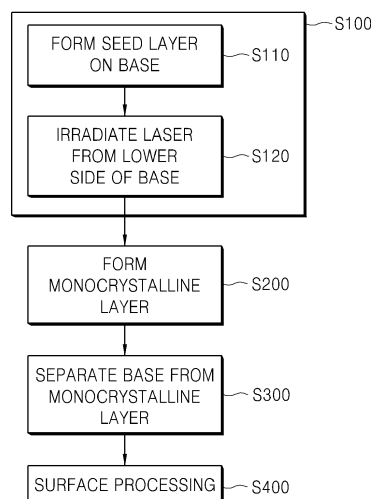 S100
FORM SEED LAYER
ON BASE
S110
IRRADIATE LASER
FROM LOWER
SIDE OF BASE
S120
FORM
MONOCRYSTALLINE
LAYER
S200
SEPARATE BASE FROM
MONOCRYSTALLINE
LAYER
S300
SURFACE PROCESSING
S400